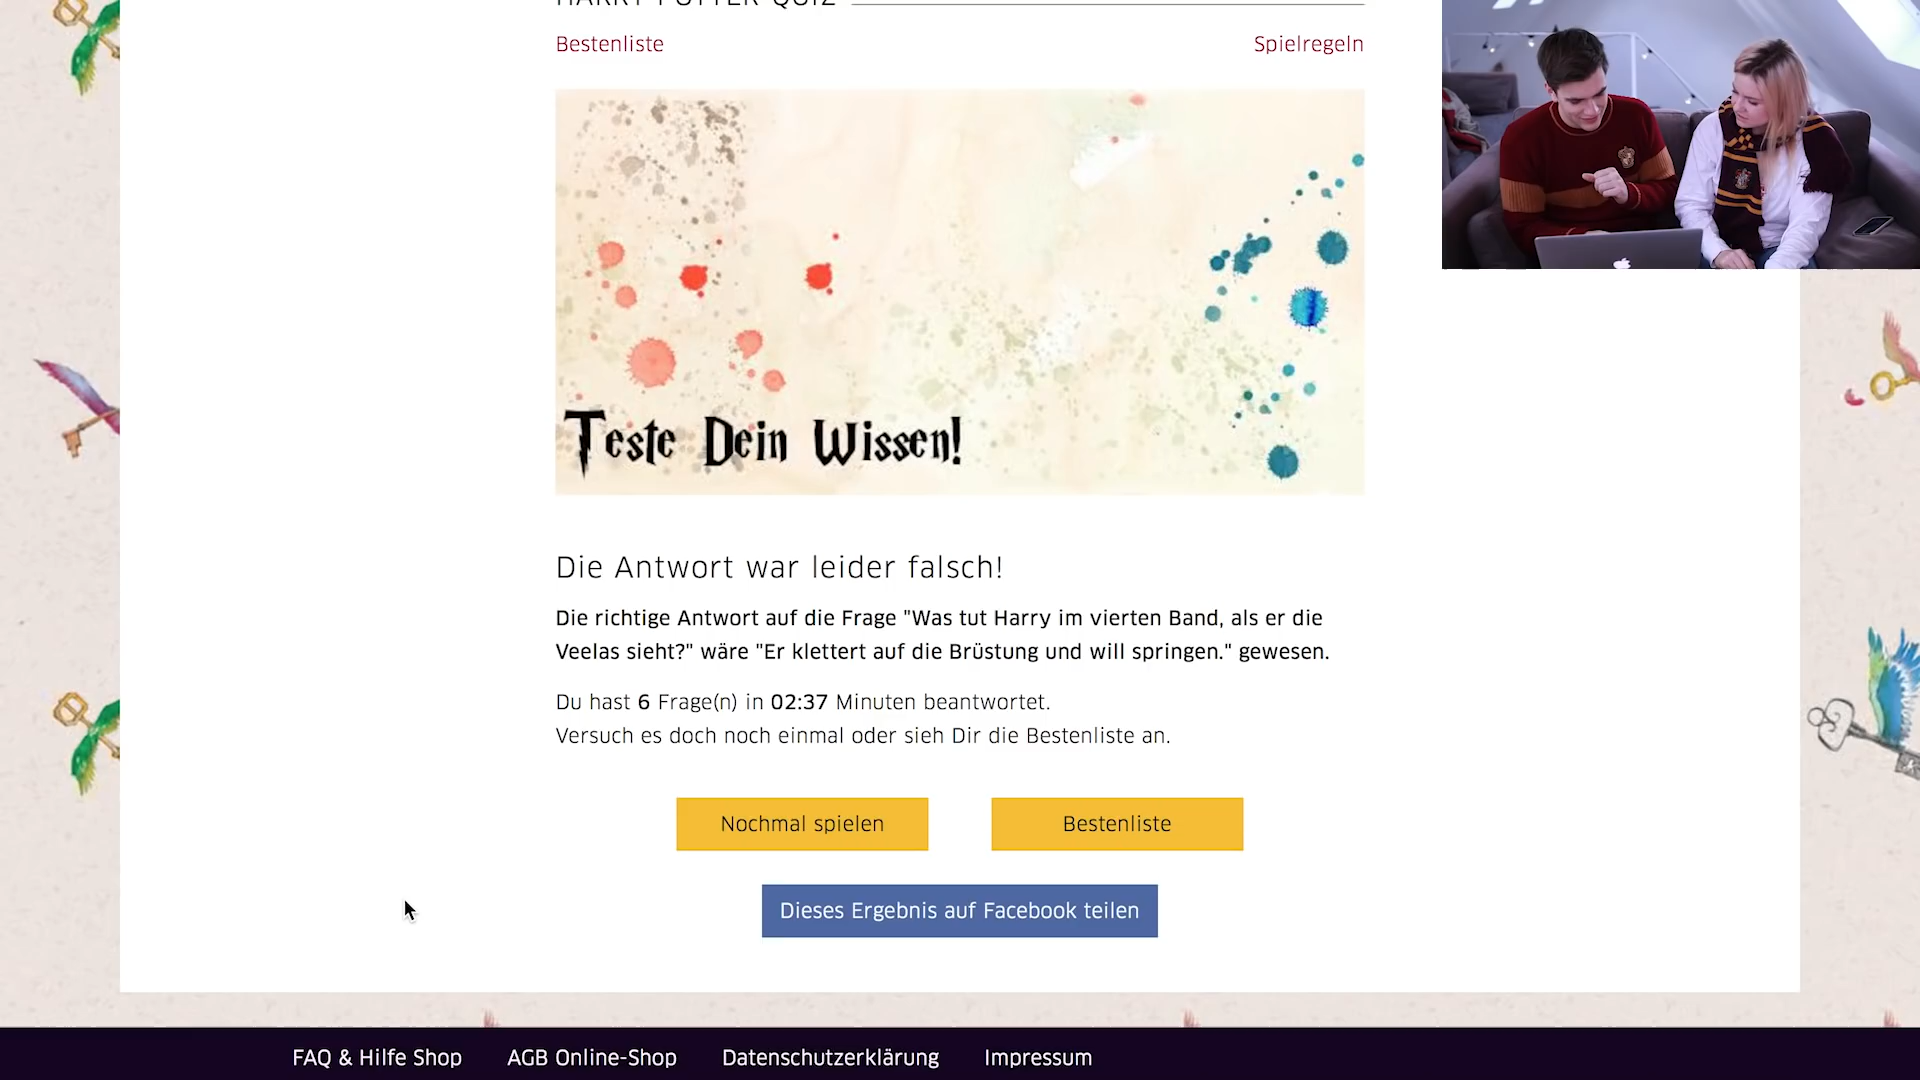 HARRY POTTER QUIZ
Bestenliste
Spielregeln
Teste Dein Wissen!
Die Antwort war leider falsch!
Die richtige Antwort auf die Frage "Was tut Harry im vierten Band, als er die
Veelas sieht?" wäre "Er klettert auf die Brüstung und will springen." gewesen.
Du hast 6 Frage(n) in 02:37 Minuten beantwortet.
Versuch es doch noch einmal oder sieh Dir die Bestenliste an.
Nochmal spielen
Bestenliste
Dieses Ergebnis auf Facebook teilen
FAQ & Hilfe Shop
AGB Online-Shop
Datenschutzerklärung
Impressum